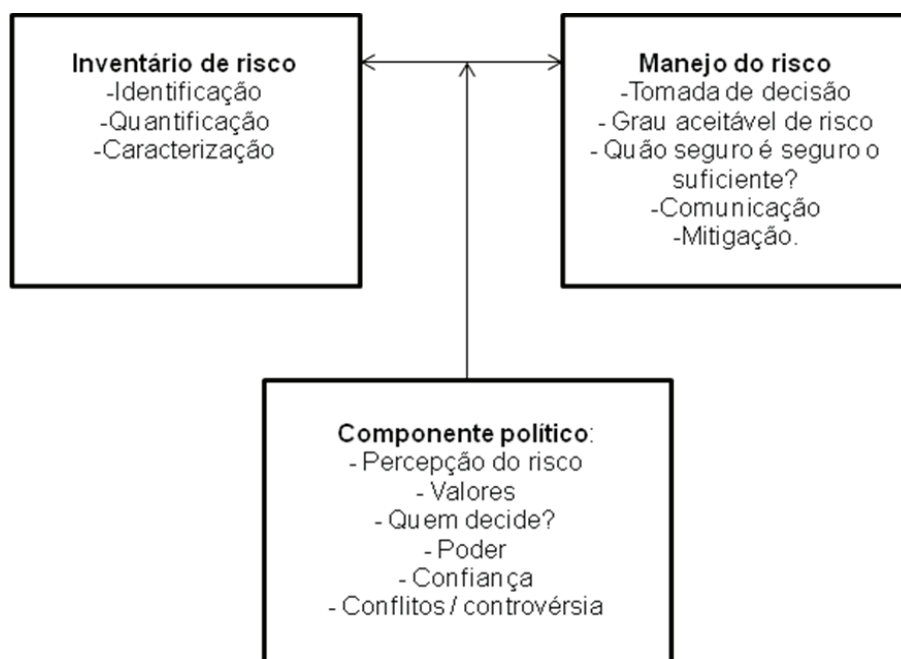 Inventário de risco
-Identificação
-Quantificação
-Caracterização
Manejo do risco
-Tomada de decisão
- Grau aceitável de risco
- Quão seguro é seguro o
suficiente?
-Comunicação
-Mitigação.
Componente político:
- Percepção do risco
- Valores
- Quem decide?
- Poder
- Confiança
- Conflitos / controvérsia